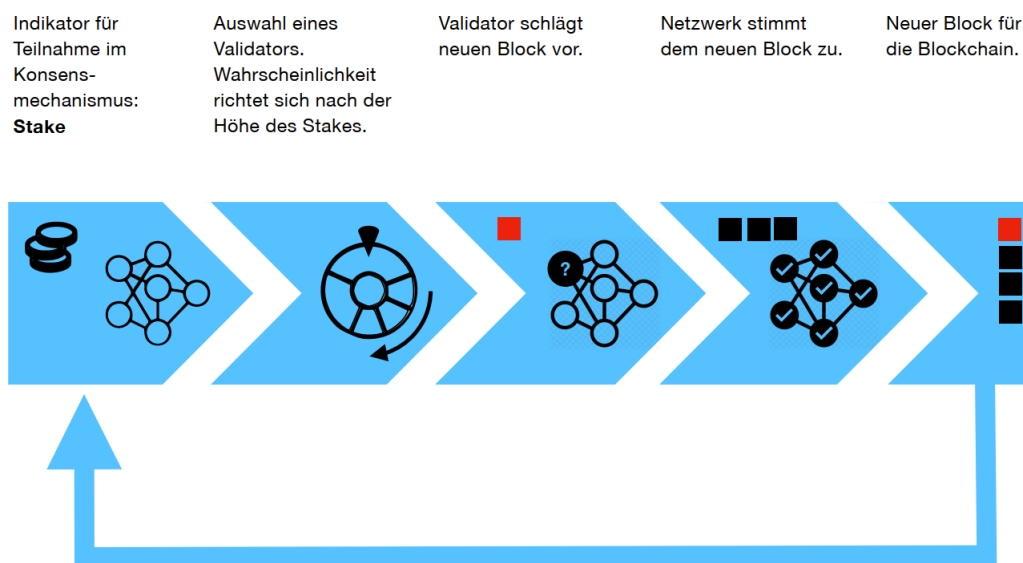 Indikator für
Teilnahme im
Konsens-
mechanismus:
Stake
Auswahl eines
Validators.
Wahrscheinlichkeit
richtet sich nach der
Höhe des Stakes.
Validator schlägt
neuen Block vor.
Netzwerk stimmt
dem neuen Block zu.
Neuer Block für
die Blockchain.
?